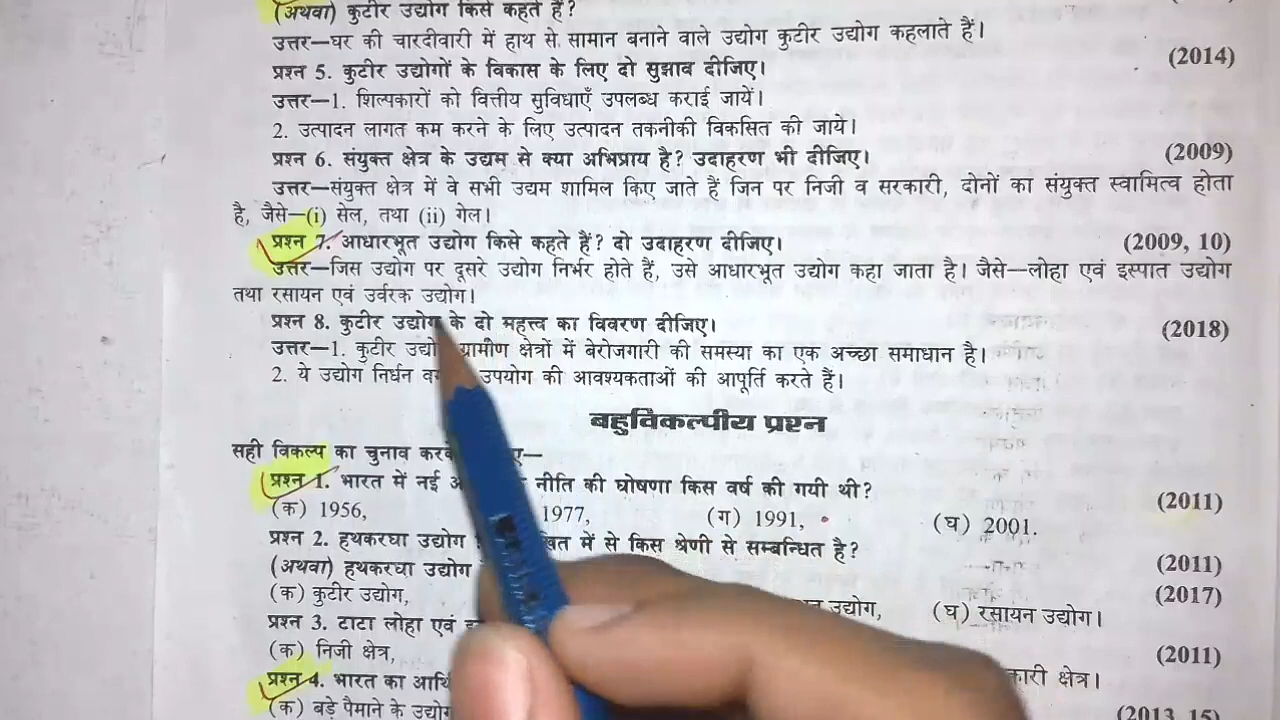 (अथवा) कुटीर उद्योग किसे कहते हैं?
उत्तर—घर की चारदीवारी में हाथ से सामान बनाने वाले उद्योग कुटीर उद्योग कहलाते हैं।
प्रश्न 5. कुटीर उद्योगों के विकास के लिए दो सुझाव दीजिए। (2014)
उत्तर—1. शिल्पकारों को वित्तीय सुविधाएँ उपलब्ध कराई जायें।
2. उत्पादन लागत कम करने के लिए उत्पादन तकनीकी विकसित की जाये।
प्रश्न 6. संयुक्त क्षेत्र के उद्यम से क्या अभिप्राय है? उदाहरण भी दीजिए। (2009)
उत्तर—संयुक्त क्षेत्र में वे सभी उद्यम शामिल किए जाते हैं जिन पर निजी व सरकारी, दोनों का संयुक्त स्वामित्व होता
है, जैसे—(i) सेल, तथा (ii) गेल।
प्रश्न 7. आधारभूत उद्योग किसे कहते हैं? दो उदाहरण दीजिए। (2009, 10)
उत्तर—जिस उद्योग पर दूसरे उद्योग निर्भर होते हैं, उसे आधारभूत उद्योग कहा जाता है। जैसे—लोहा एवं इस्पात उद्योग
तथा रसायन एवं उर्वरक उद्योग।
प्रश्न 8. कुटीर उद्योग के दो महत्त्व का विवरण दीजिए। (2018)
उत्तर—1. कुटीर ग्रामीण क्षेत्रों में बेरोजगारी की समस्या का एक अच्छा समाधान है।
2. ये उद्योग निर्धन उपयोग की आवश्यकताओं की आपूर्ति करते हैं।
बहुविकल्पीय प्रश्न
सही विकल्प का चुनाव
प्रश्न 1. भारत में नई नीति की घोषणा किस वर्ष की गयी थी? (2011)
(क) 1956, 1977, (ग) 1991, (घ) 2001.
प्रश्न 2. हथकरघा उद्योग में से किस श्रेणी से सम्बन्धित है? (2011)
(अथवा) हथकरघा उद्योग (2017)
(क) कुटीर उद्योग, उद्योग, (घ) रसायन उद्योग।
प्रश्न 3. टाटा लोहा एवं (2011)
(क) निजी क्षेत्र, क्षेत्र।
प्रश्न 4. भारत का (2013, 15)
(क) बड़े पैमाने के